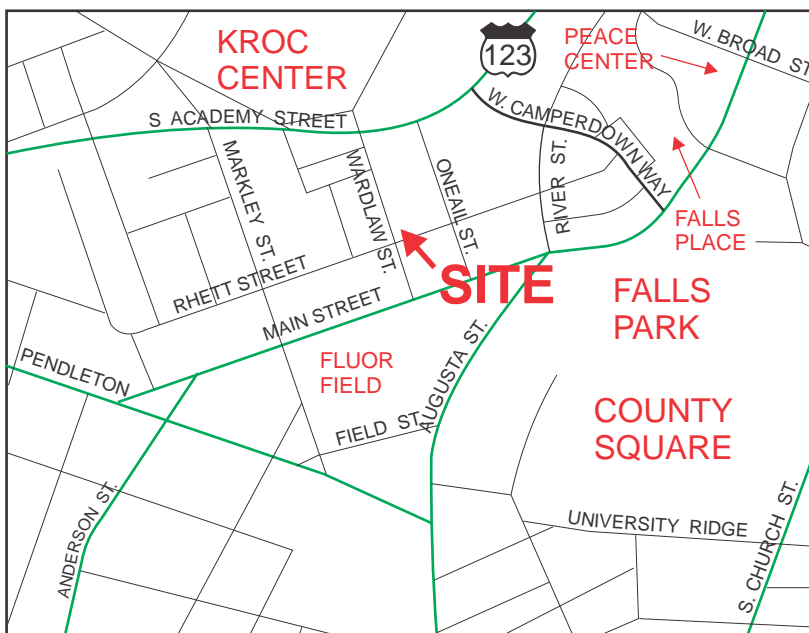 KROC
CENTER
123
PEACE
CENTER
W. BROAD ST
S ACADEMY STREET
W. CAMPERDOWN WAY
MARKLEY ST.
WARDLAW ST.
ONEAIL ST.
RIVER ST.
FALLS
PLACE
RHETT STREET
SITE
MAIN STREET
FALLS
PARK
PENDLETON
FLUOR
FIELD
AUGUSTA ST.
COUNTY
SQUARE
FIELD ST.
ANDERSON ST.
UNIVERSITY RIDGE
S. CHURCH ST.